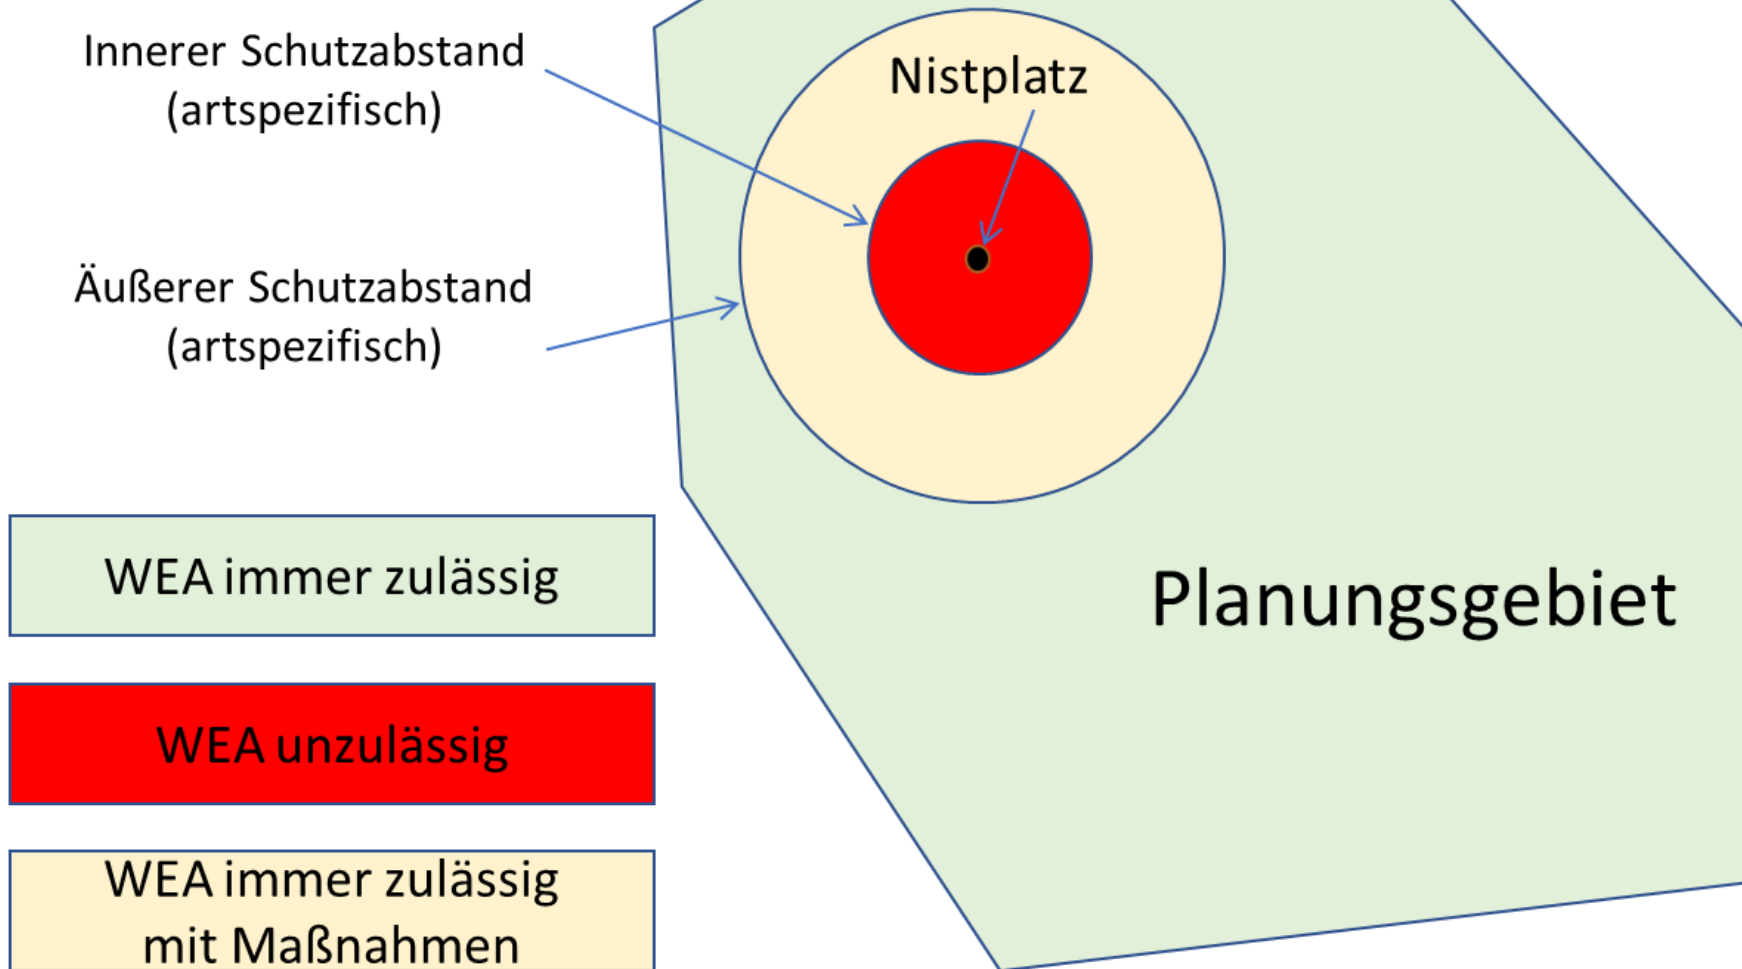 Innerer Schutzabstand
(artspezifisch)
Nistplatz
Äußerer Schutzabstand
(artspezifisch)
WEA immer zulässig
Planungsgebiet
WEA unzulässig
WEA immer zulässig
mit Maßnahmen